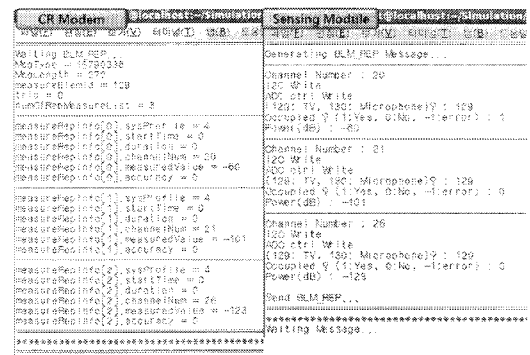 CR Modem
Waiting BLM_REP
MsgType =
MsgLength = 272
measureElemId = 129
trid = 0
numOfRepMeasureList = 3
measureRepInfo[0].sysProfile = 4
measureRepInfo[0].startTime = 0
measureRepInfo[0].duration = 0
measureRepInfo[0].channelNum = 20
measureRepInfo[0].measuredValue = -60
measureRepInfo[0].accuracy = 0
measureRepInfo[1].sysProfile = 4
measureRepInfo[1].startTime = 0
measureRepInfo[1].duration = 0
measureRepInfo[1].channelNum = 21
measureRepInfo[1].measuredValue = -101
measureRepInfo[1].accuracy = 0
measureRepInfo[2].sysProfile = 4
measureRepInfo[2].startTime = 0
measureRepInfo[2].duration = 0
measureRepInfo[2].channelNum = 26
measureRepInfo[2].measuredValue = -123
measureRepInfo[2].accuracy = 0
Sensing Module
Generating BLM_REP Message...
Channel Number : 20
I2C Write
ADC ctrl Write
(129: TV, 130: Microphone)? : 129
Occupied ? (1:Yes, 0:No, -1:error) : 1
Power(dB) : -60
Channel Number : 21
I2C Write
ADC ctrl Write
(129: TV, 130: Microphone)? : 129
Occupied ? (1:Yes, 0:No, -1:error) : 0
Power(dB) : -101
Channel Number : 26
I2C Write
ADC ctrl Write
(129: TV, 130: Microphone)? : 129
Occupied ? (1:Yes, 0:No, -1:error) : 0
Power(dB) : -123
Send BLM_REP...
Waiting Message...